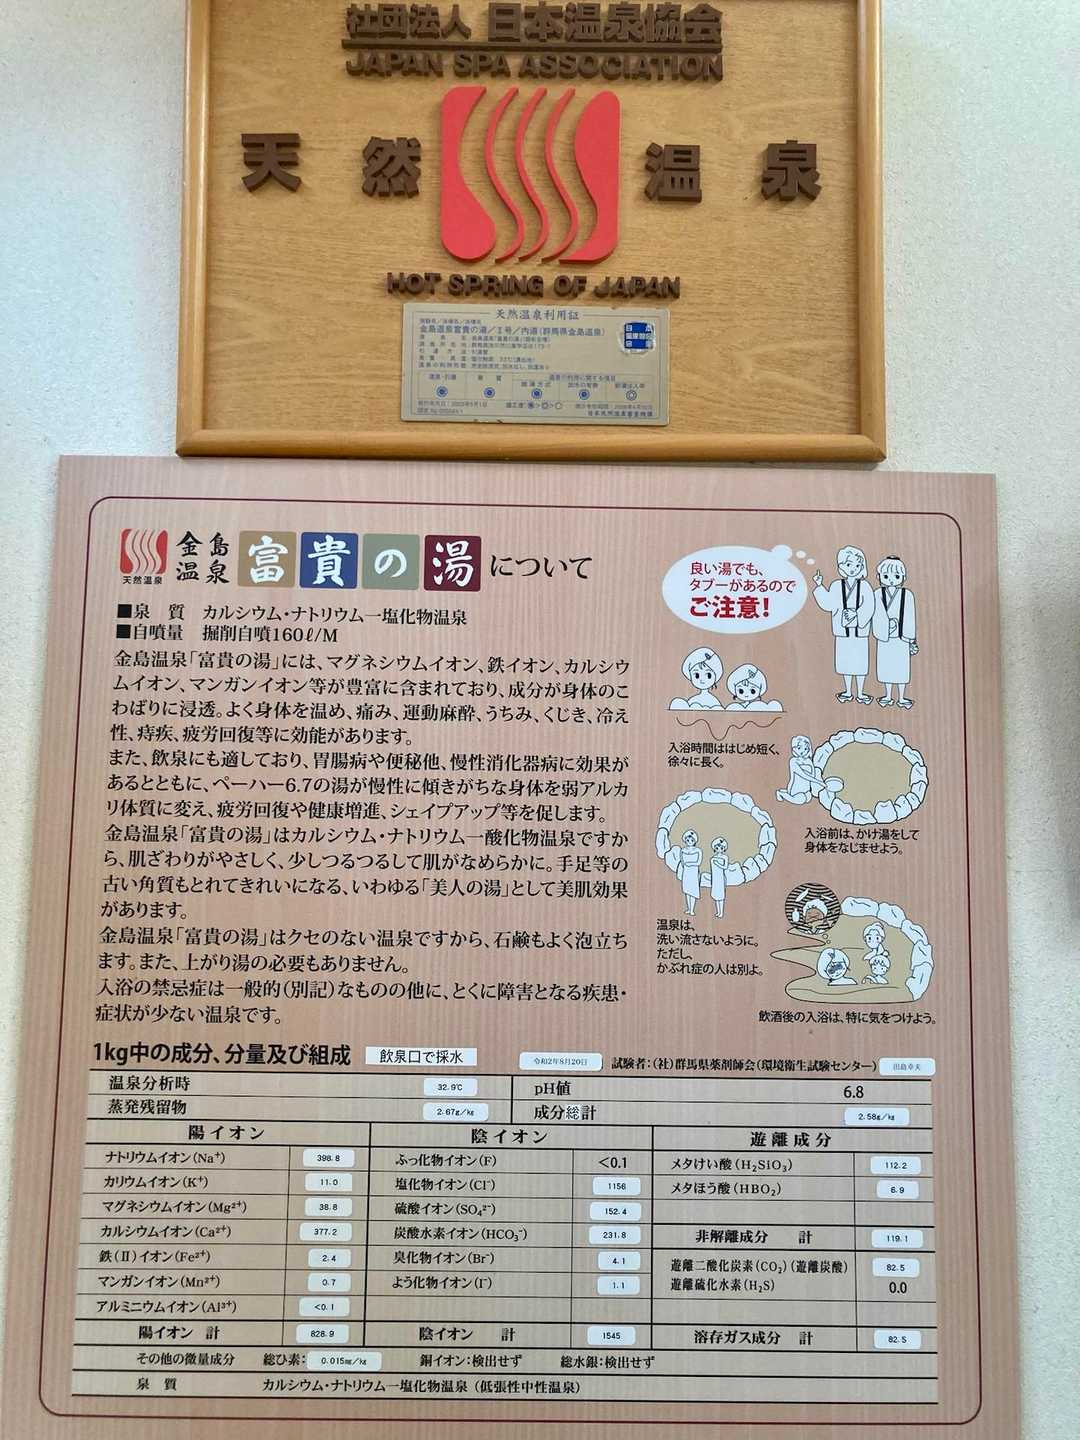 社団法人 日本温泉協会
JAPAN SPA ASSOCIATION
天然温泉
HOT SPRING OF JAPAN
天然温泉利用証
金島温泉富貴の湯/Ⅰ号/内湯(群馬県金島温泉)
金島温泉 富貴の湯について
天然温泉
■泉 質 カルシウム・ナトリウムー塩化物温泉
■自噴量 掘削自噴160ℓ/M
金島温泉「富貴の湯」には、マグネシウムイオン、鉄イオン、カルシウ
ムイオン、マンガンイオン等が豊富に含まれており、成分が身体のこ
わばりに浸透。よく身体を温め、痛み、運動麻酔、うちみ、くじき、冷え
性、痔疾、疲労回復等に効能があります。
また、飲泉にも適しており、胃腸病や便秘他、慢性消化器病に効果が
あるとともに、ペーハー6.7の湯が酸性に傾きがちな身体を弱アルカ
リ体質に変え、疲労回復や健康増進、シェイプアップ等を促します。
金島温泉「富貴の湯」はカルシウム・ナトリウムー酸化物温泉ですか
ら、肌ざわりがやさしく、少しつるつるして肌がなめらかに。手足等の
古い角質もとれてきれいになる、いわゆる「美人の湯」として美肌効果
があります。
金島温泉「富貴の湯」はクセのない温泉ですから、石鹸もよく泡立ち
ます。また、上がり湯の必要もありません。
入浴の禁忌症は一般的(別記)なものの他に、とくに障害となる疾患・
症状が少ない温泉です。
良い湯でも、
タブーがあるので
ご注意!
入浴時間ははじめ短く、
徐々に長く。
入浴前は、かけ湯をして
身体をなじませよう。
温泉は、
洗い流さないように。
ただし、
かぶれ症の人は別よ。
飲酒後の入浴は、特に気をつけよう。
1kg中の成分、分量及び組成 飲泉口で採水 令和2年8月20日 試験者:(社)群馬県薬剤師会(環境衛生試験センター) 田島幸夫
温泉分析時 32.9℃ pH値 6.8
蒸発残留物 2.67g/kg 成分総計 2.58g/kg
陽イオン 陰イオン 遊離成分
ナトリウムイオン(Na⁺) 398.8 ふっ化物イオン(F) <0.1 メタけい酸(H₂SiO₃) 112.2
カリウムイオン(K⁺) 11.0 塩化物イオン(Cl⁻) 1156 メタほう酸(HBO₂) 6.9
マグネシウムイオン(Mg²⁺) 38.8 硫酸イオン(SO₄²⁻) 152.4
カルシウムイオン(Ca²⁺) 377.2 炭酸水素イオン(HCO₃⁻) 231.8 非解離成分 計 119.1
鉄(Ⅱ)イオン(Fe²⁺) 2.4 臭化物イオン(Br⁻) 4.1 遊離二酸化炭素(CO₂)(遊離炭酸) 82.5
マンガンイオン(Mn²⁺) 0.7 よう化物イオン(I⁻) 1.1 遊離硫化水素(H₂S) 0.0
アルミニウムイオン(Al³⁺) <0.1
陽イオン 計 828.9 陰イオン 計 1545 溶存ガス成分 計 82.5
その他の微量成分 総ひ素: 0.015mg/kg 銅イオン:検出せず 総水銀:検出せず
泉 質 カルシウム・ナトリウムー塩化物温泉(低張性中性温泉)